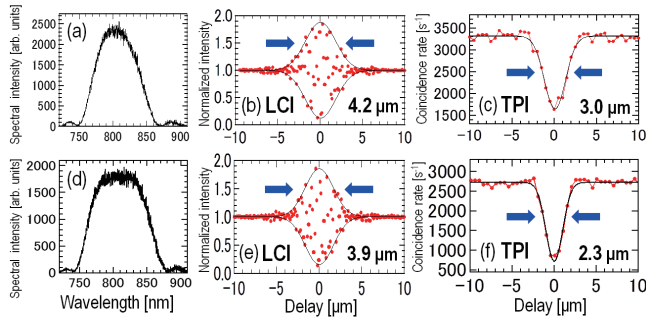 Spectral intensity [arb. units]
2500
2000
1500
1000
500
0
(a)
750 800 850 900
Normalized intensity
2.0
1.5
1.0
0.5
0.0
(b) LCI 4.2 µm
-10 -5 0 5 10
Coincidence rate [s⁻¹]
3500
3000
2500
2000
1500
(c) TPI 3.0 µm
-10 -5 0 5 10
Spectral intensity [arb. units]
2000
1500
1000
500
0
(d)
750 800 850 900
Wavelength [nm]
Normalized intensity
2.0
1.5
1.0
0.5
0.0
(e) LCI 3.9 µm
-10 -5 0 5 10
Delay [µm]
Coincidence rate [s⁻¹]
3000
2500
2000
1500
1000
500
(f) TPI 2.3 µm
-10 -5 0 5 10
Delay [µm]